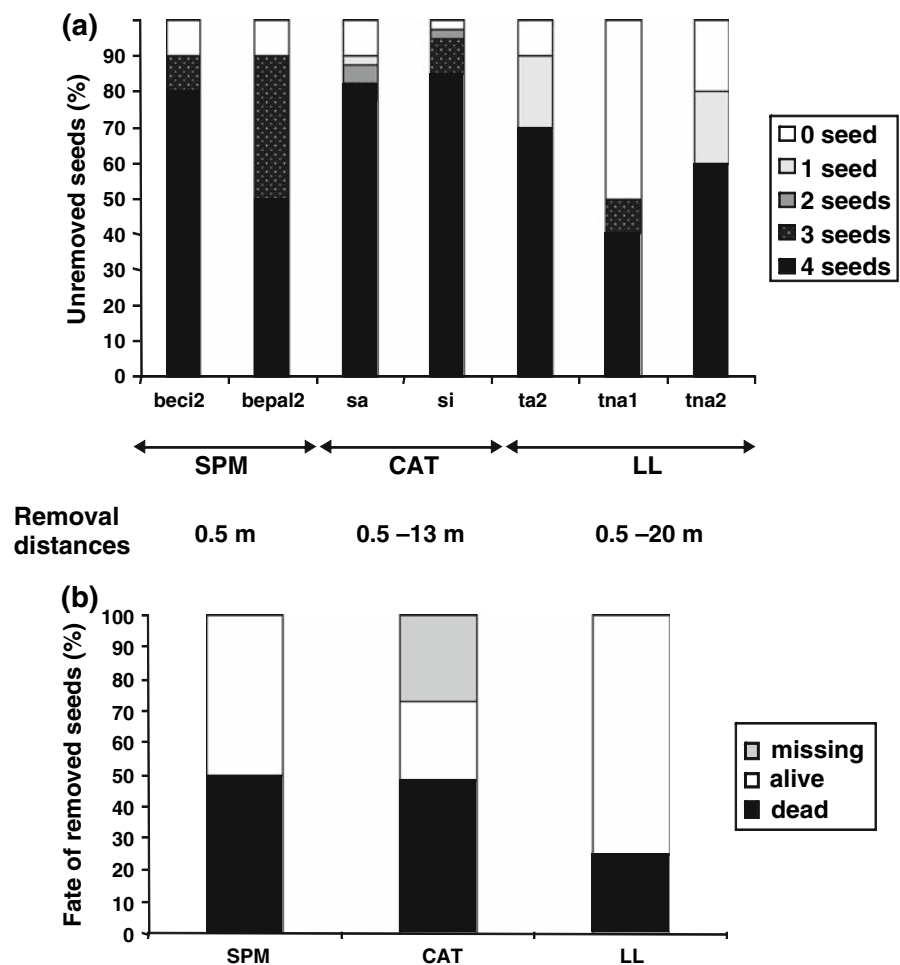 (a)
Unremoved seeds (%)
90
80
70
60
50
40
30
20
10
0
beci2 bepal2 sa si ta2 tna1 tna2
SPM CAT LL
0 seed
1 seed
2 seeds
3 seeds
4 seeds
Removal
distances 0.5 m 0.5 –13 m 0.5 –20 m
(b)
Fate of removed seeds (%)
100
90
80
70
60
50
40
30
20
10
0
SPM CAT LL
missing
alive
dead